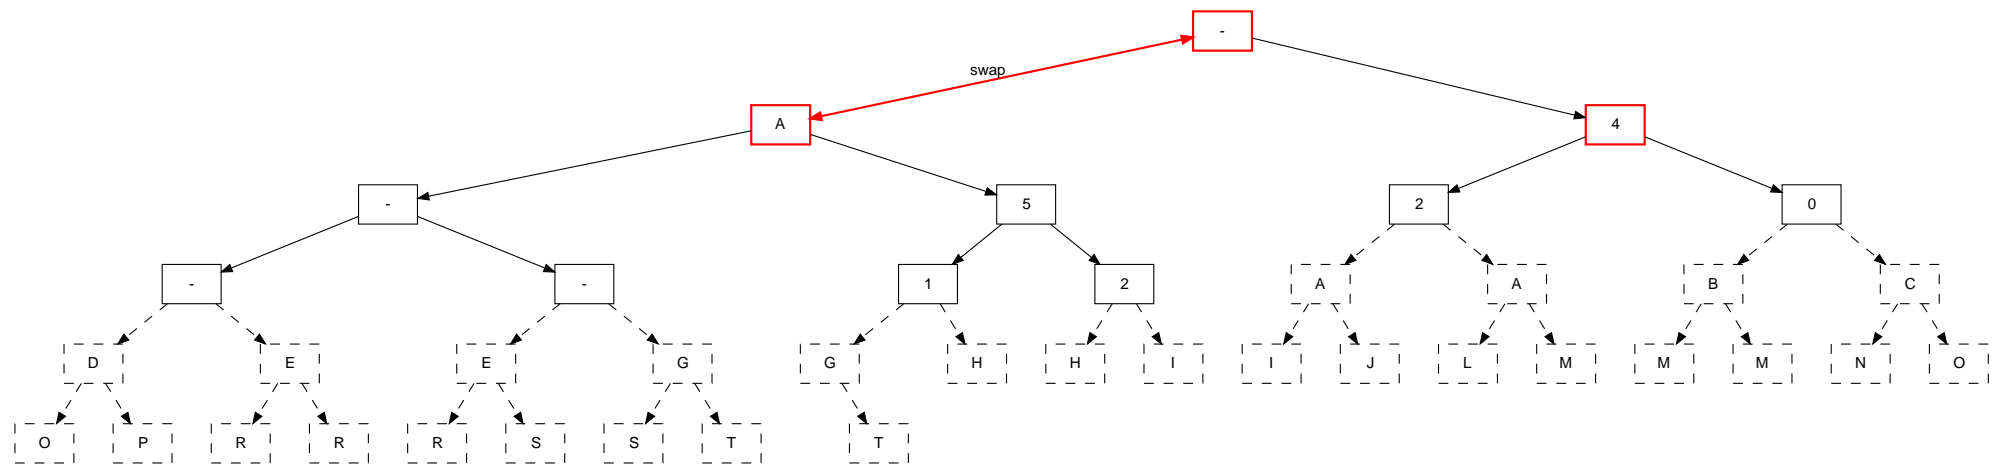 -
swap
A 4
- 5 2 0
- - 1 2 A A B C
D E E G G H H I I J L M M M N O
O P R R R S S T T